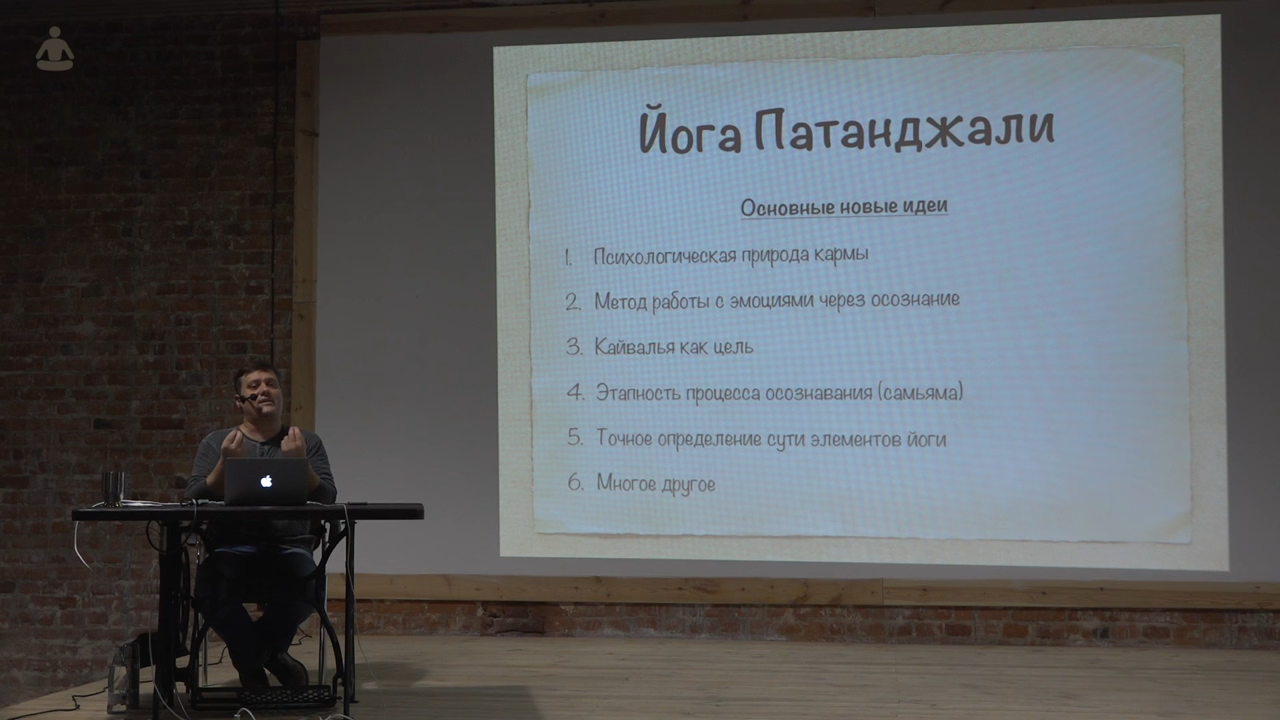 Йога Патанджали
Основные новые идеи
1. Психологическая природа кармы
2. Метод работы с эмоциями через осознание
3. Кайвалья как цель
4. Этапность процесса осознавания (самьяма)
5. Точное определение сути элементов йоги
6. Многое другое